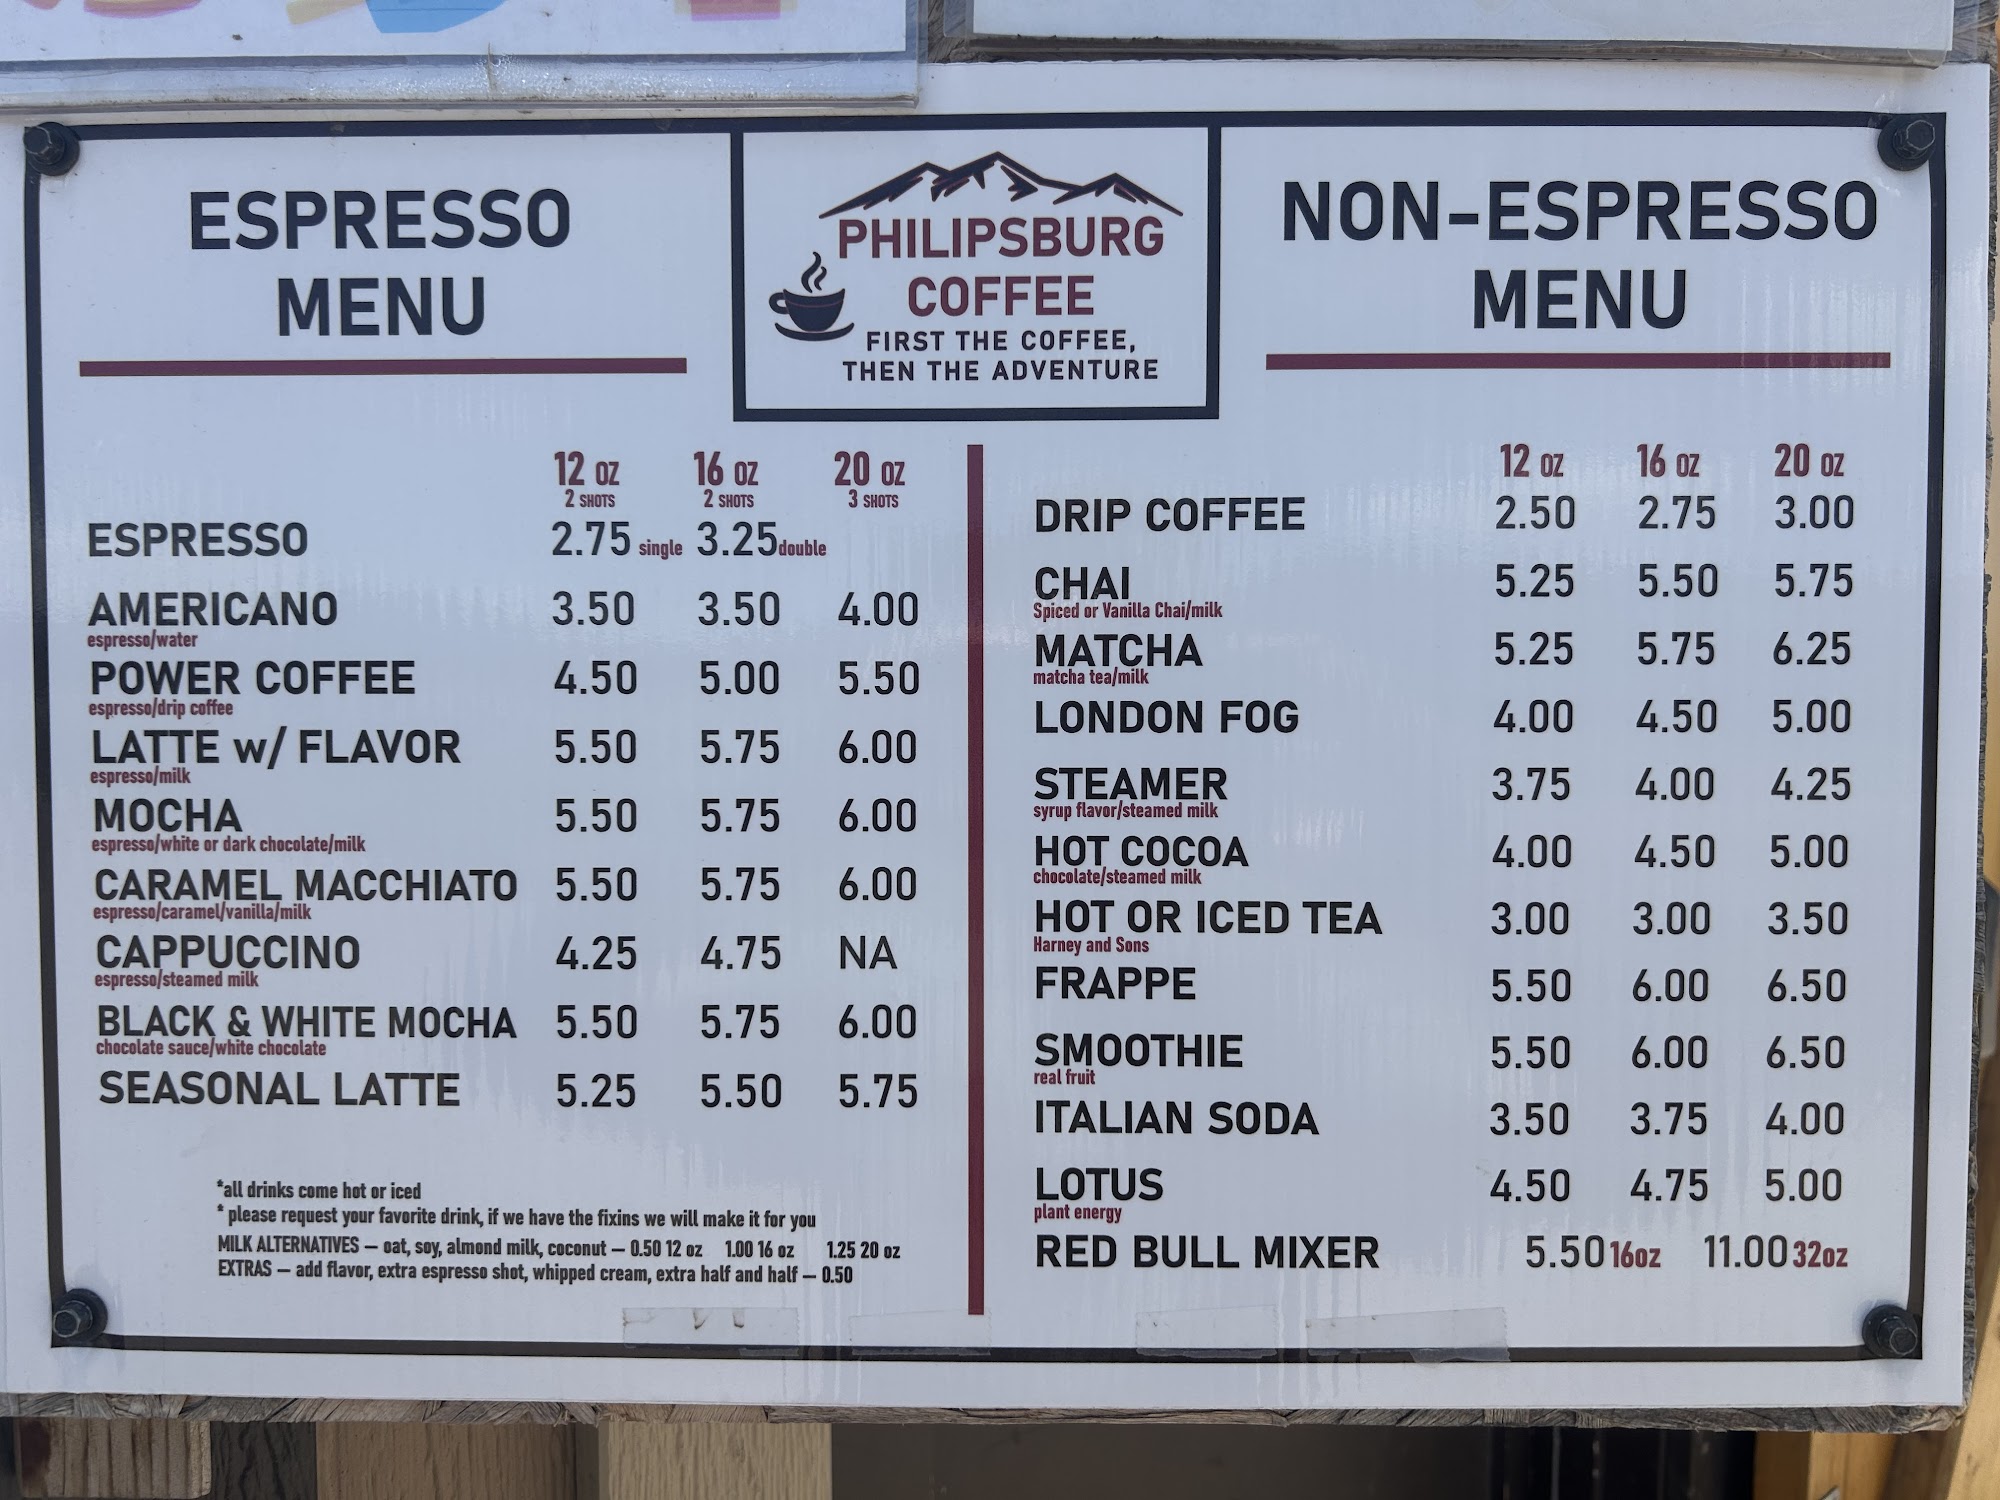 ESPRESSO
MENU
PHILIPSBURG
COFFEE
FIRST THE COFFEE,
THEN THE ADVENTURE
NON-ESPRESSO
MENU
12 OZ 16 OZ 20 OZ
2 SHOTS 2 SHOTS 3 SHOTS
ESPRESSO 2.75 single 3.25 double
AMERICANO 3.50 3.50 4.00
espresso/water
POWER COFFEE 4.50 5.00 5.50
espresso/drip coffee
LATTE w/ FLAVOR 5.50 5.75 6.00
espresso/milk
MOCHA 5.50 5.75 6.00
espresso/white or dark chocolate/milk
CARAMEL MACCHIATO 5.50 5.75 6.00
espresso/caramel/vanilla/milk
CAPPUCCINO 4.25 4.75 NA
espresso/steamed milk
BLACK & WHITE MOCHA 5.50 5.75 6.00
chocolate sauce/white chocolate
SEASONAL LATTE 5.25 5.50 5.75
*all drinks come hot or iced
* please request your favorite drink, if we have the fixins we will make it for you
MILK ALTERNATIVES – oat, soy, almond milk, coconut – 0.50 12 oz 1.00 16 oz 1.25 20 oz
EXTRAS – add flavor, extra espresso shot, whipped cream, extra half and half – 0.50
12 OZ 16 OZ 20 OZ
DRIP COFFEE 2.50 2.75 3.00
CHAI 5.25 5.50 5.75
Spiced or Vanilla Chai/milk
MATCHA 5.25 5.75 6.25
matcha tea/milk
LONDON FOG 4.00 4.50 5.00
STEAMER 3.75 4.00 4.25
syrup flavor/steamed milk
HOT COCOA 4.00 4.50 5.00
chocolate/steamed milk
HOT OR ICED TEA 3.00 3.00 3.50
Harney and Sons
FRAPPE 5.50 6.00 6.50
SMOOTHIE 5.50 6.00 6.50
real fruit
ITALIAN SODA 3.50 3.75 4.00
LOTUS 4.50 4.75 5.00
plant energy
RED BULL MIXER 5.50 16oz 11.00 32oz